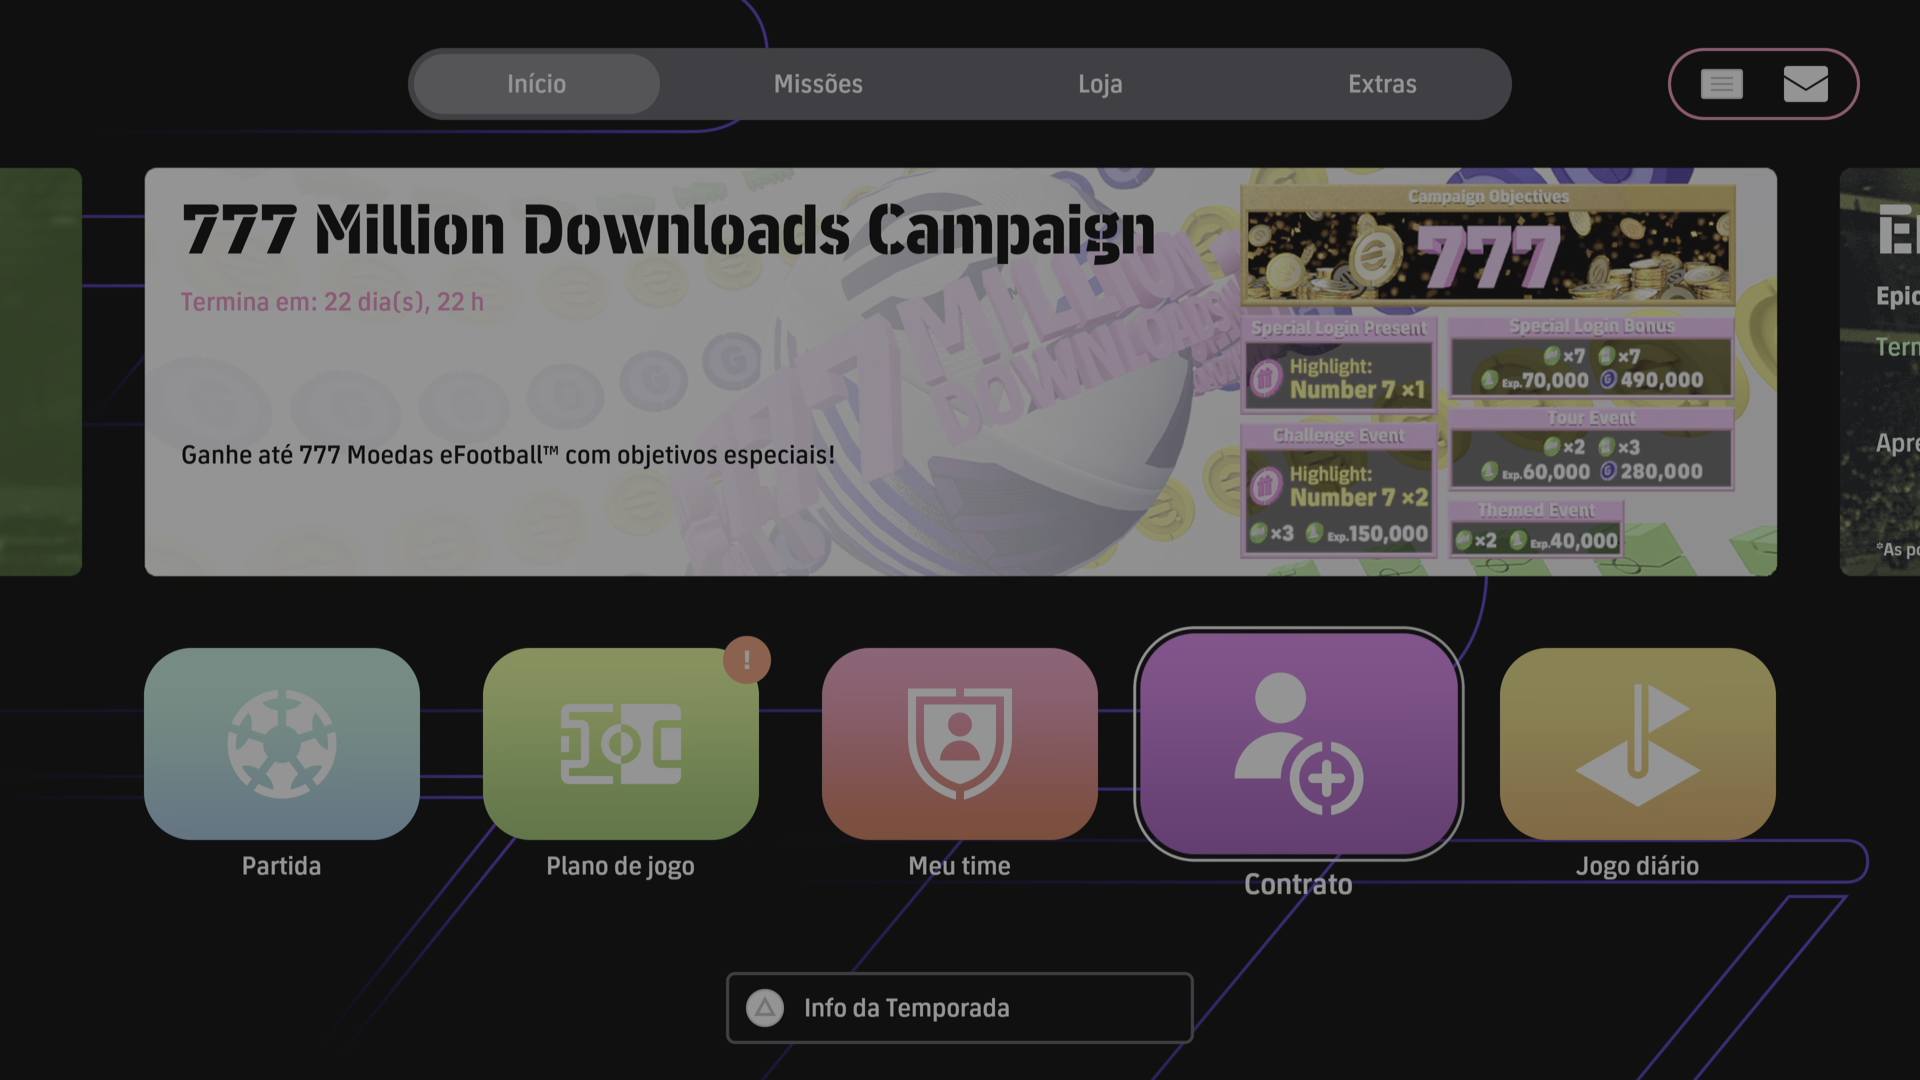 Início
Missões
Loja
Extras
777 Million Downloads Campaign
Termina em: 22 dia(s), 22 h
Ganhe até 777 Moedas eFootball™ com objetivos especiais!
777 MILLION
DOWNLOADS
Campaign Objectives
777
Special Login Present
Highlight:
Number 7 ×1
Special Login Bonus
×7 ×7
Exp.70,000 490,000
Challenge Event
Highlight:
Number 7 ×2
×3 Exp.150,000
Tour Event
×2 ×3
Exp.60,000 280,000
Themed Event
×2 Exp.40,000
Epic
Term
Apre
*As po
!
Partida
Plano de jogo
Meu time
Contrato
Jogo diário
Info da Temporada